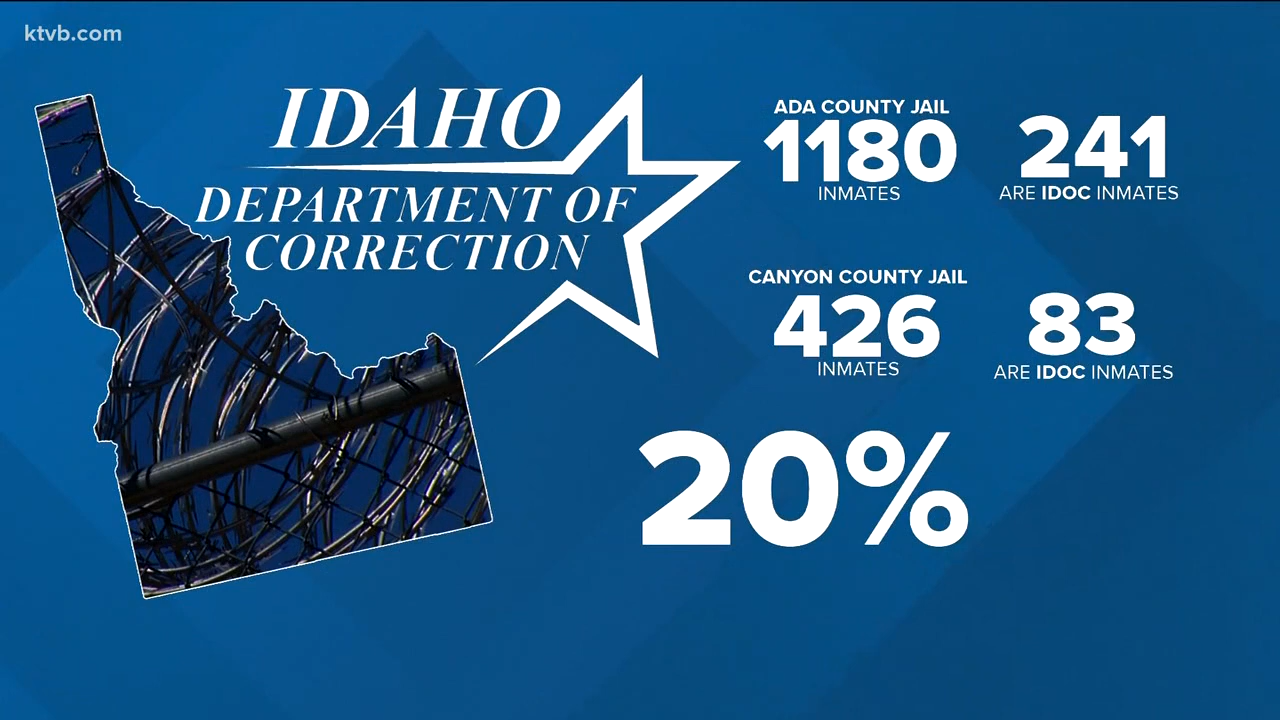 ktvb.com
IDAHO
DEPARTMENT OF
CORRECTION
ADA COUNTY JAIL
1180
INMATES
241
ARE IDOC INMATES
CANYON COUNTY JAIL
426
INMATES
83
ARE IDOC INMATES
20%